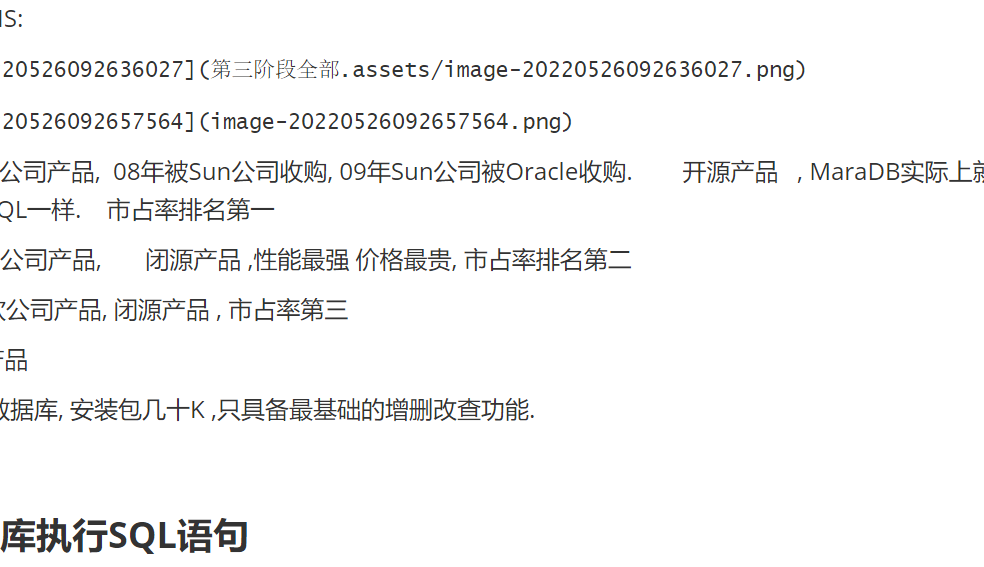 MS:
20526092636027](第三阶段全部.assets/image-20220526092636027.png)
20526092657564](image-20220526092657564.png)
公司产品, 08年被Sun公司收购, 09年Sun公司被Oracle收购. 开源产品 , MaraDB实际上就
QL一样. 市占率排名第一
公司产品, 闭源产品 ,性能最强 价格最贵, 市占率排名第二
公司产品, 闭源产品 , 市占率第三
产品
数据库, 安装包几十K ,只具备最基础的增删改查功能.
库执行SQL语句